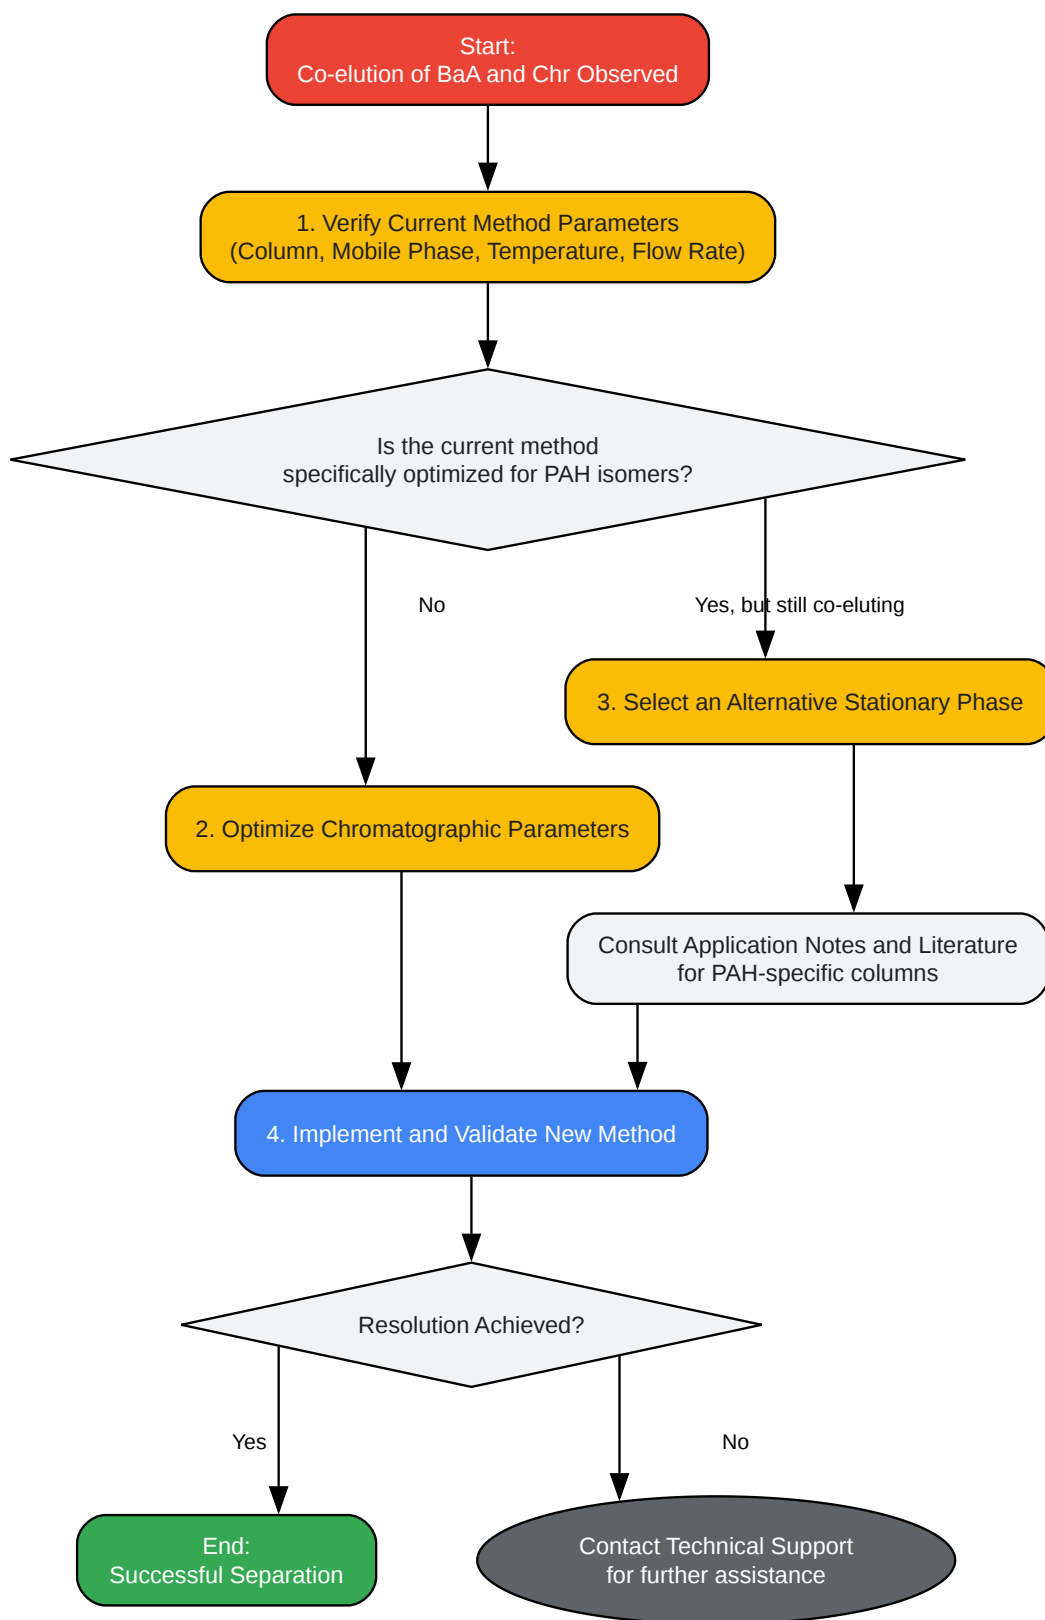 Start:
Co-elution of BaA and Chr Observed
1. Verify Current Method Parameters
(Column, Mobile Phase, Temperature, Flow Rate)
Is the current method
specifically optimized for PAH isomers?
No
Yes, but still co-eluting
3. Select an Alternative Stationary Phase
2. Optimize Chromatographic Parameters
Consult Application Notes and Literature
for PAH-specific columns
4. Implement and Validate New Method
Resolution Achieved?
Yes
No
End:
Successful Separation
Contact Technical Support
for further assistance